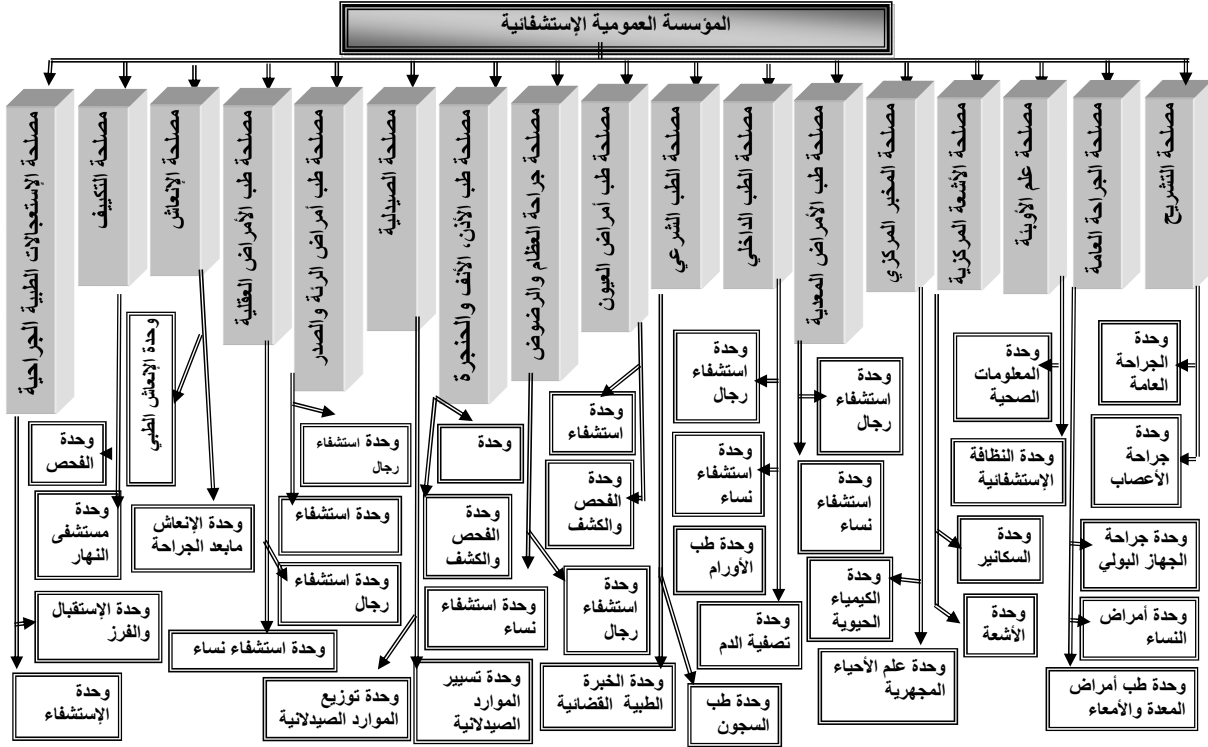 المؤسسة العمومية الإستشفائية
مصلحة التشريح
مصلحة الجراحة العامة
مصلحة علم الأوبئة
مصلحة الأشعة المركزية
مصلحة المخبر المركزي
مصلحة طب الأمراض المعدية
مصلحة الطب الداخلي
مصلحة الطب الشرعي
مصلحة طب أمراض العيون
مصلحة جراحة العظام والرضوض
مصلحة طب الأذن، الأنف والحنجرة
مصلحة الصيدلية
مصلحة طب أمراض الرئة والصدر
مصلحة طب الأمراض العقلية
مصلحة الإنعاش
مصلحة التكييف
مصلحة الإستعجالات الطبية الجراحية
وحدة
الجراحة
العامة
وحدة
جراحة
الأعصاب
وحدة جراحة
الجهاز البولي
وحدة أمراض
النساء
وحدة طب أمراض
المعدة والأمعاء
وحدة
المعلومات
الصحية
وحدة النظافة
الإستشفائية
وحدة
السكانير
وحدة
الأشعة
وحدة
الكيمياء
الحيوية
وحدة علم الأحياء
المجهرية
وحدة
استشفاء
رجال
وحدة
استشفاء
نساء
وحدة
استشفاء
رجال
وحدة
استشفاء
نساء
وحدة طب
الأورام
وحدة
تصفية الدم
وحدة الخبرة
الطبية القضائية
وحدة طب
السجون
وحدة
استشفاء
وحدة
الفحص
والكشف
وحدة
استشفاء
رجال
وحدة استشفاء
نساء
وحدة
وحدة
الفحص
والكشف
وحدة تسيير
الموارد
الصيدلانية
وحدة توزيع
الموارد الصيدلانية
وحدة استشفاء
رجال
وحدة استشفاء
وحدة استشفاء
رجال
وحدة استشفاء نساء
وحدة الإنعاش الطبي
وحدة الإنعاش
مابعد الجراحة
وحدة
الفحص
وحدة
مستشفى
النهار
وحدة الإستقبال
والفرز
وحدة
الإستشفاء